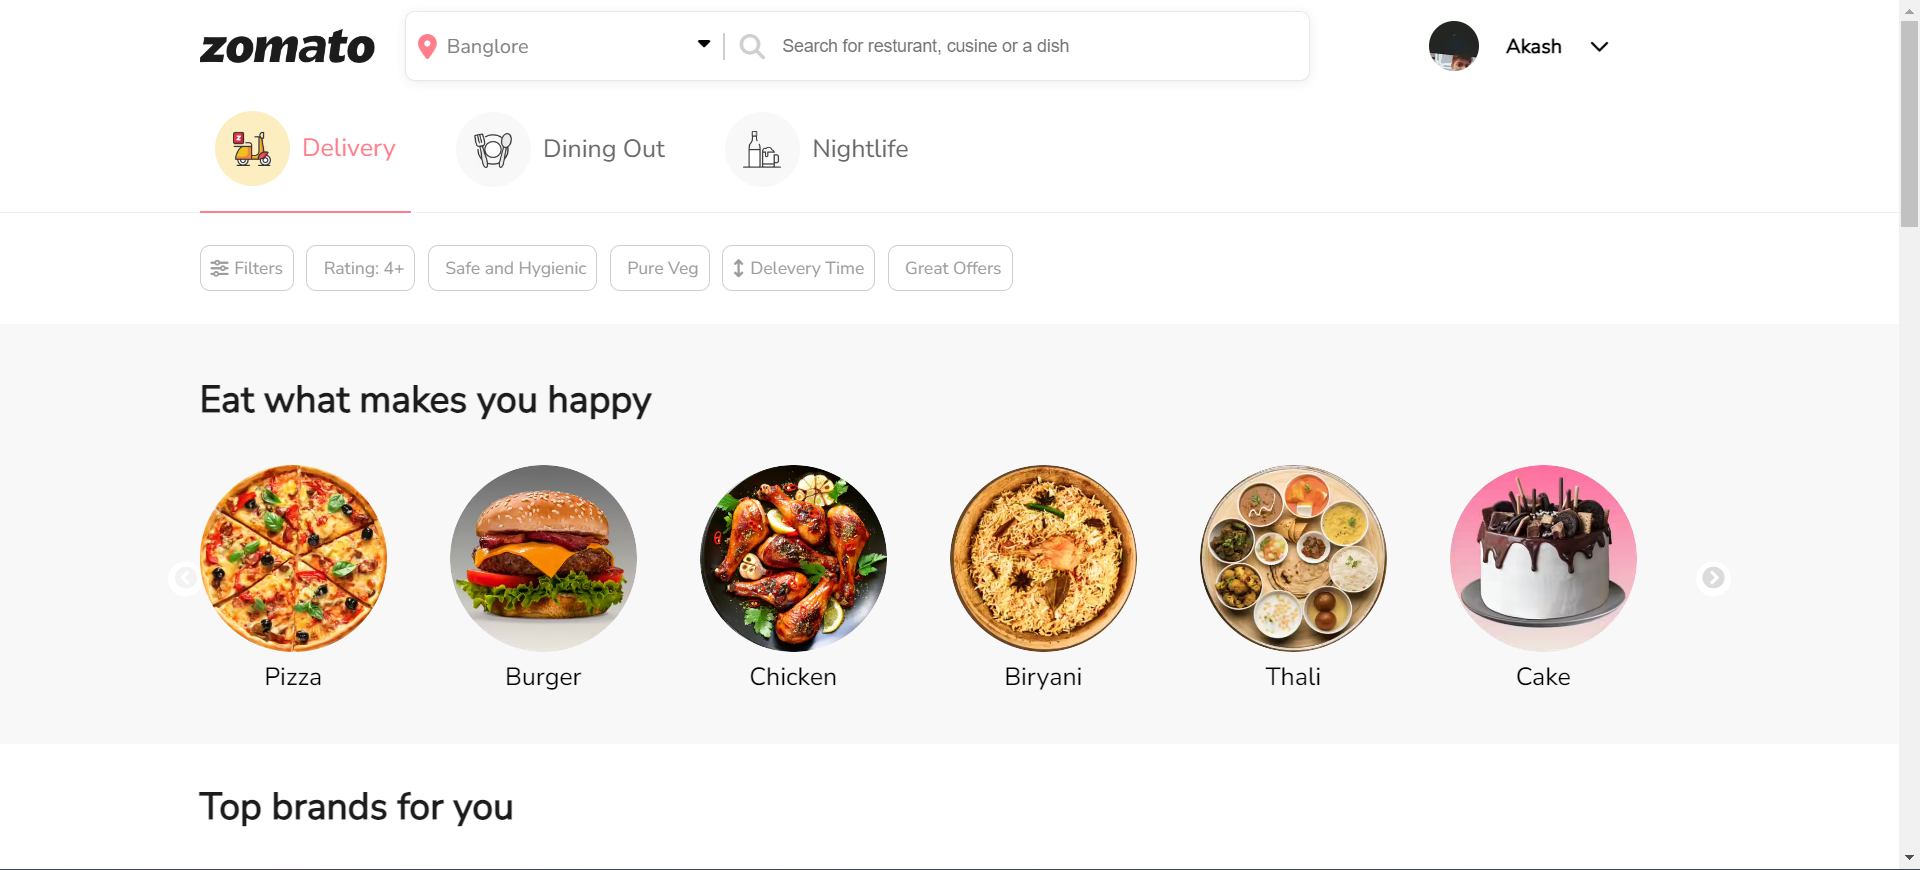 zomato
Banglore
Search for resturant, cusine or a dish
Akash
Delivery
Dining Out
Nightlife
Filters
Rating: 4+
Safe and Hygienic
Pure Veg
Delevery Time
Great Offers
Eat what makes you happy
Pizza
Burger
Chicken
Biryani
Thali
Cake
Top brands for you